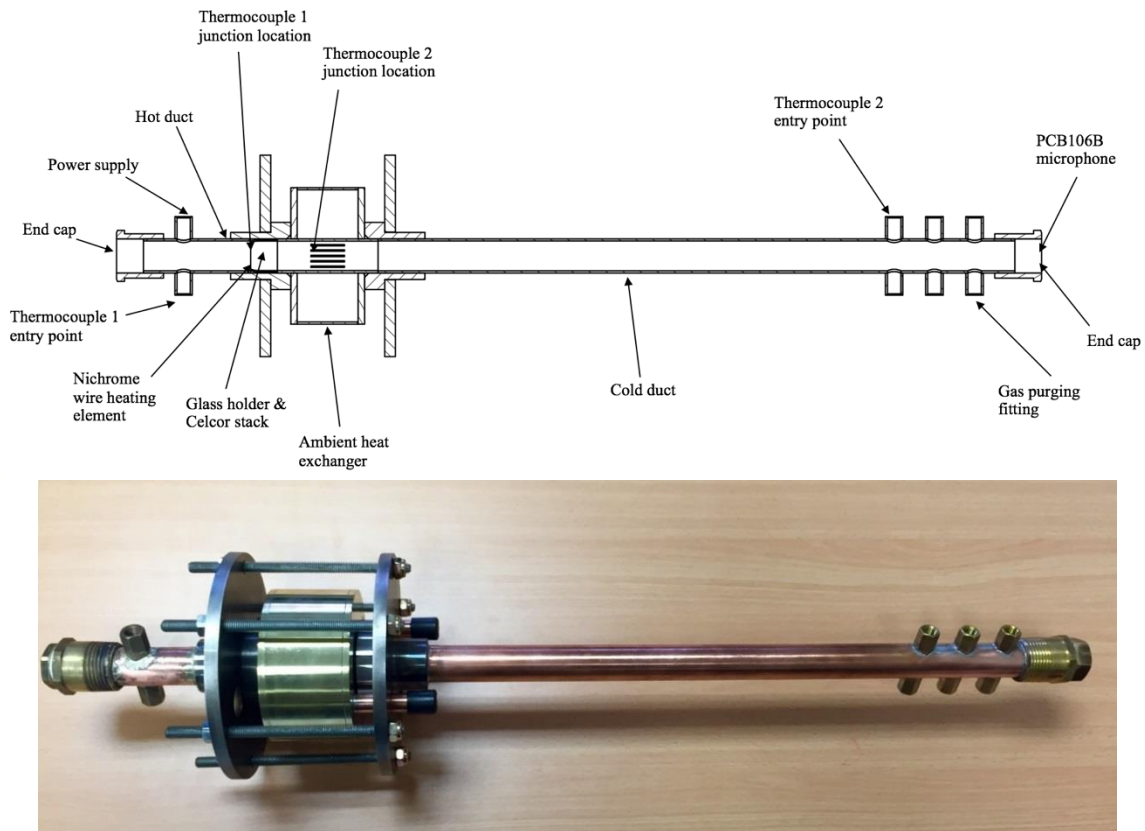 Thermocouple 1
junction location
Thermocouple 2
junction location
Hot duct
Power supply
End cap
Thermocouple 1
entry point
Nichrome
wire heating
element
Glass holder &
Celcor stack
Ambient heat
exchanger
Cold duct
Thermocouple 2
entry point
PCB106B
microphone
End cap
Gas purging
fitting